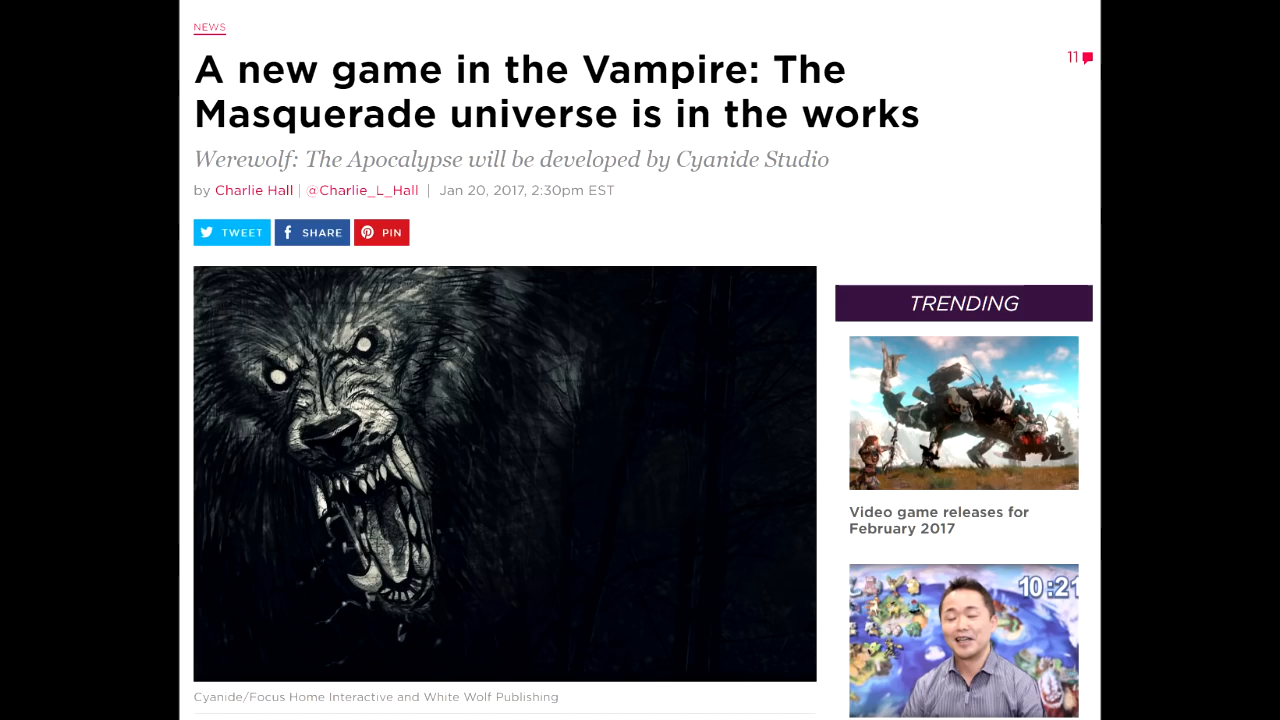 NEWS
A new game in the Vampire: The
Masquerade universe is in the works
11
Werewolf: The Apocalypse will be developed by Cyanide Studio
by Charlie Hall | @Charlie_L_Hall | Jan 20, 2017, 2:30pm EST
TWEET SHARE PIN
TRENDING
Video game releases for
February 2017
10:21
Cyanide/Focus Home Interactive and White Wolf Publishing